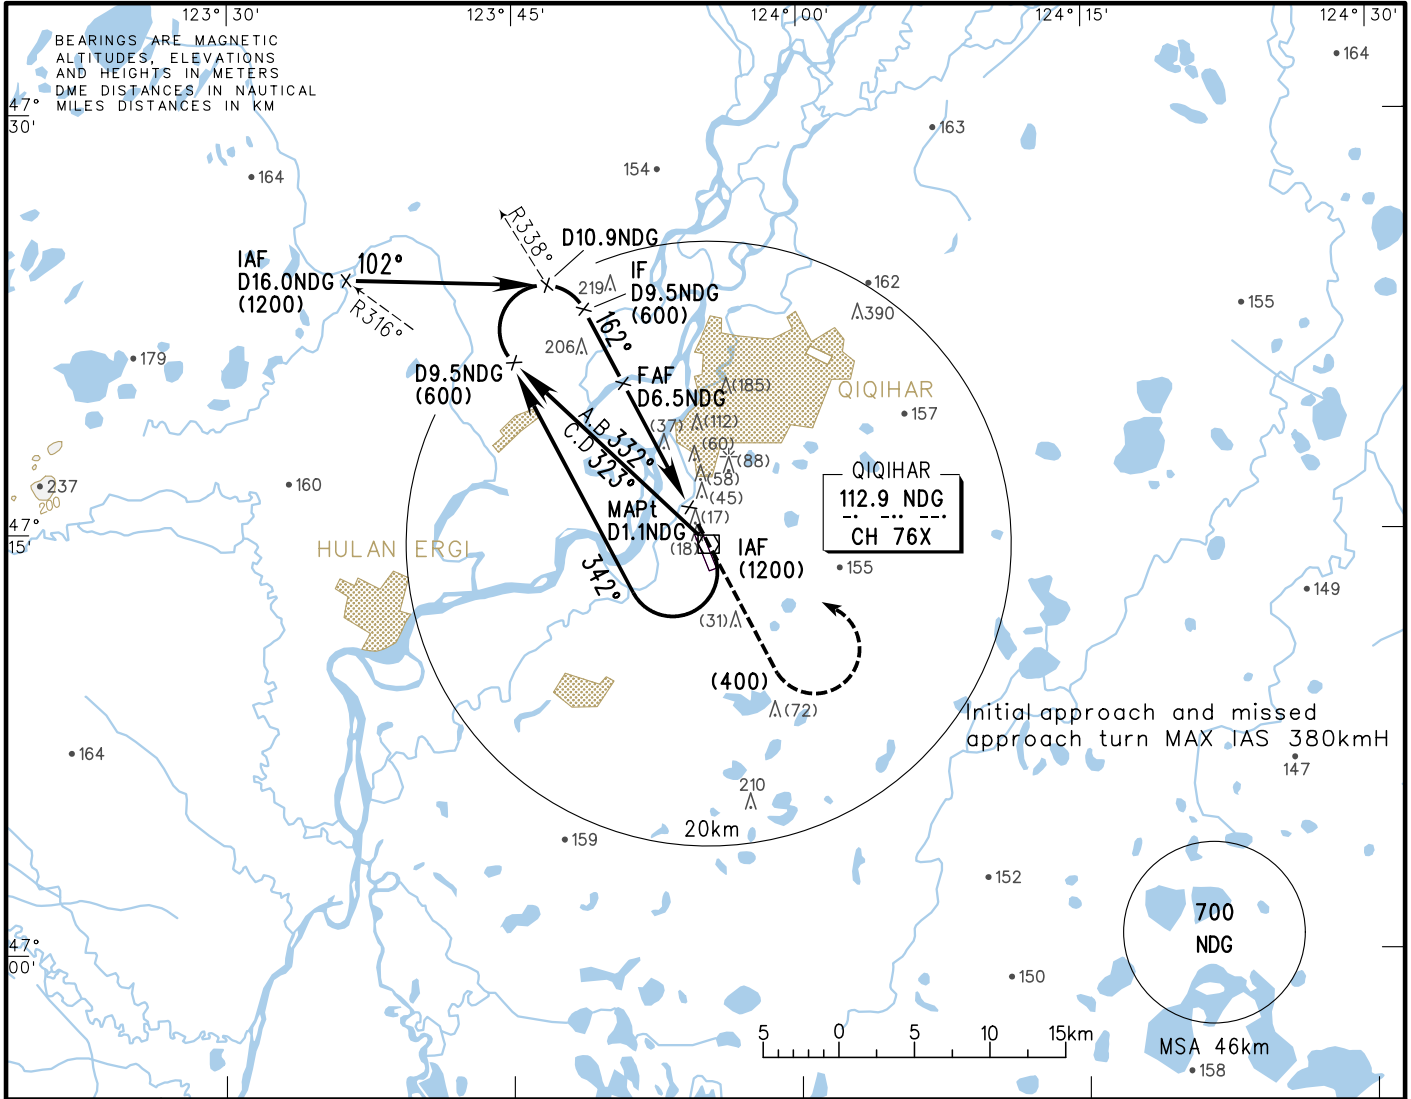 123°30'
123°45'
124°00'
124°15'
124°30'
BEARINGS ARE MAGNETIC
ALTITUDES, ELEVATIONS
AND HEIGHTS IN METERS
DME DISTANCES IN NAUTICAL
MILES DISTANCES IN KM
47°
30'
164
163
154
164
R338°
D10.9NDG
IAF
D16.0NDG
(1200)
102°
R316°
219
IF
D9.5NDG
(600)
162°
162
390
155
206
179
D9.5NDG
(600)
FAF
D6.5NDG
(185)
QIQIHAR
157
A.B 332°
C.D 323°
(37)
(112)
(60)
(88)
(58)
(45)
(17)
(18)
QIQIHAR
112.9 NDG
-· -·· --·
CH 76X
237
200
160
MAPt
D1.1NDG
47°
15'
HULAN ERGI
IAF
(1200)
155
149
342°
(31)
(400)
(72)
Initial approach and missed
approach turn MAX IAS 380kmH
164
147
210
20km
159
152
700
NDG
47°
00'
150
5 0 5 10 15km
MSA 46km
158